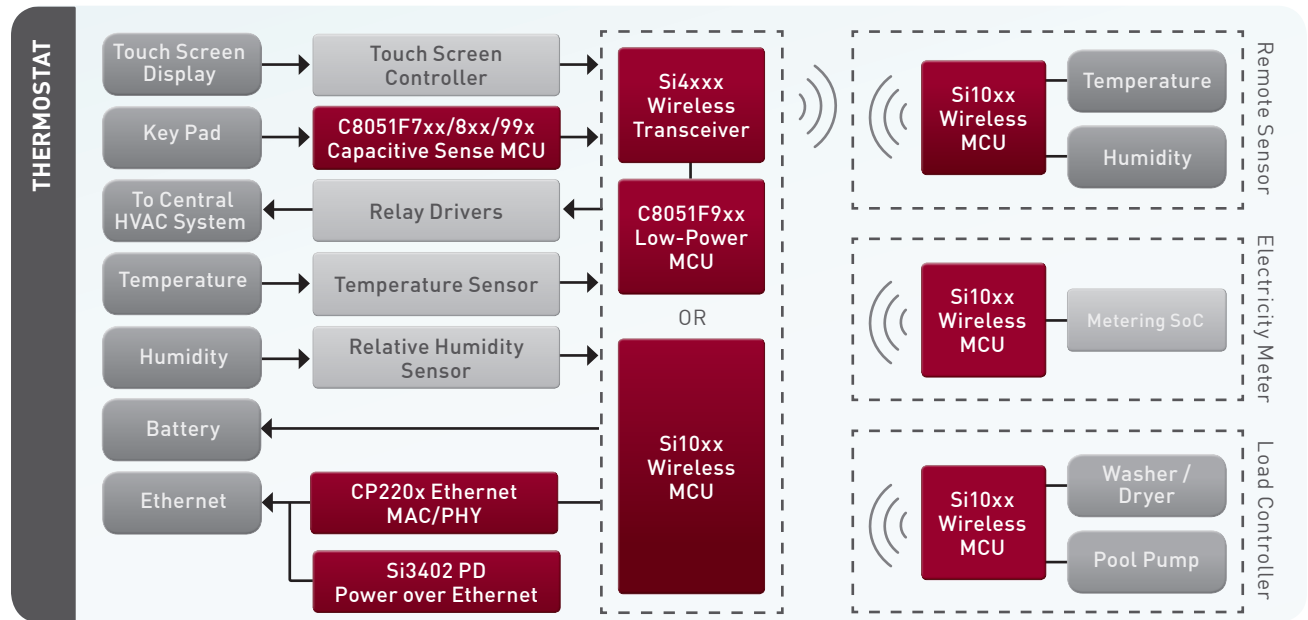 THERMOSTAT
Touch Screen
Display
Touch Screen
Controller
Key Pad
C8051F7xx/8xx/99x
Capacitive Sense MCU
To Central
HVAC System
Relay Drivers
Temperature
Temperature Sensor
Humidity
Relative Humidity
Sensor
Battery
Ethernet
CP220x Ethernet
MAC/PHY
Si3402 PD
Power over Ethernet
Si4xxx
Wireless
Transceiver
C8051F9xx
Low-Power
MCU
OR
Si10xx
Wireless
MCU
Si10xx
Wireless
MCU
Temperature
Humidity
Remote Sensor
Si10xx
Wireless
MCU
Metering SoC
Electricity Meter
Si10xx
Wireless
MCU
Washer /
Dryer
Pool Pump
Load Controller